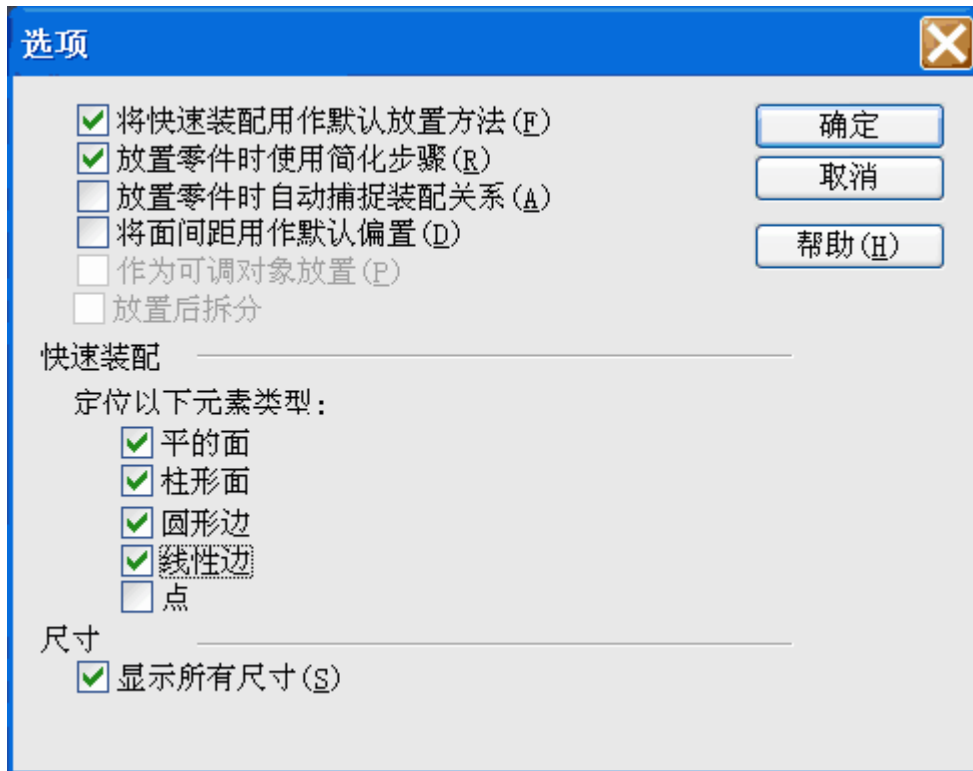 选项
将快速装配用作默认放置方法(F)
确定
放置零件时使用简化步骤(R)
取消
放置零件时自动捕捉装配关系(A)
将面间距用作默认偏置(D)
帮助(H)
作为可调对象放置(P)
放置后拆分
快速装配
定位以下元素类型:
平的面
柱形面
圆形边
线性边
点
尺寸
显示所有尺寸(S)